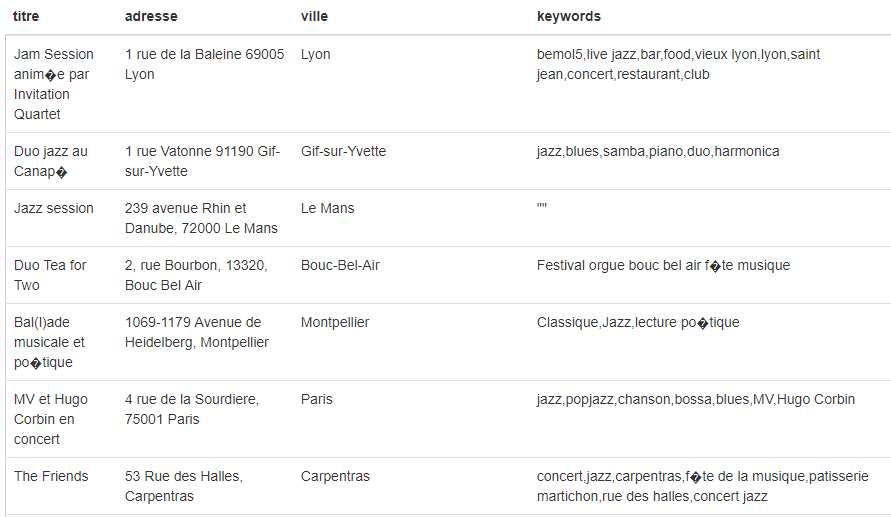 titre adresse ville keywords
Jam Session 1 rue de la Baleine 69005 Lyon bemol5,live jazz,bar,food,vieux lyon,lyon,saint
anim�e par Lyon jean,concert,restaurant,club
Invitation
Quartet
Duo jazz au 1 rue Vatonne 91190 Gif- Gif-sur-Yvette jazz,blues,samba,piano,duo,harmonica
Canap� sur-Yvette
Jazz session 239 avenue Rhin et Le Mans ""
Danube, 72000 Le Mans
Duo Tea for 2, rue Bourbon, 13320, Bouc-Bel-Air Festival orgue bouc bel air f�te musique
Two Bouc Bel Air
Bal(l)ade 1069-1179 Avenue de Montpellier Classique,Jazz,lecture po�tique
musicale et Heidelberg, Montpellier
po�tique
MV et Hugo 4 rue de la Sourdiere, Paris jazz,popjazz,chanson,bossa,blues,MV,Hugo Corbin
Corbin en 75001 Paris
concert
The Friends 53 Rue des Halles, Carpentras concert,jazz,carpentras,f�te de la musique,patisserie
Carpentras martichon,rue des halles,concert jazz